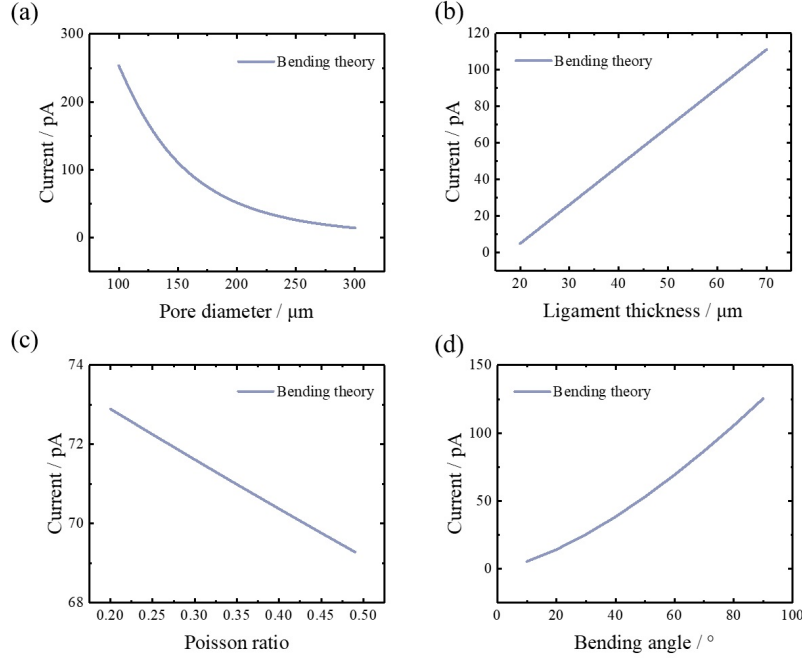 (a)
Bending theory
Current / pA
300
200
100
0
100 150 200 250 300
Pore diameter / μm
(b)
Bending theory
Current / pA
120
100
80
60
40
20
0
20 30 40 50 60 70
Ligament thickness / μm
(c)
Bending theory
Current / pA
74
72
70
68
0.20 0.25 0.30 0.35 0.40 0.45 0.50
Poisson ratio
(d)
Bending theory
Current / pA
150
100
50
0
0 20 40 60 80 100
Bending angle / °